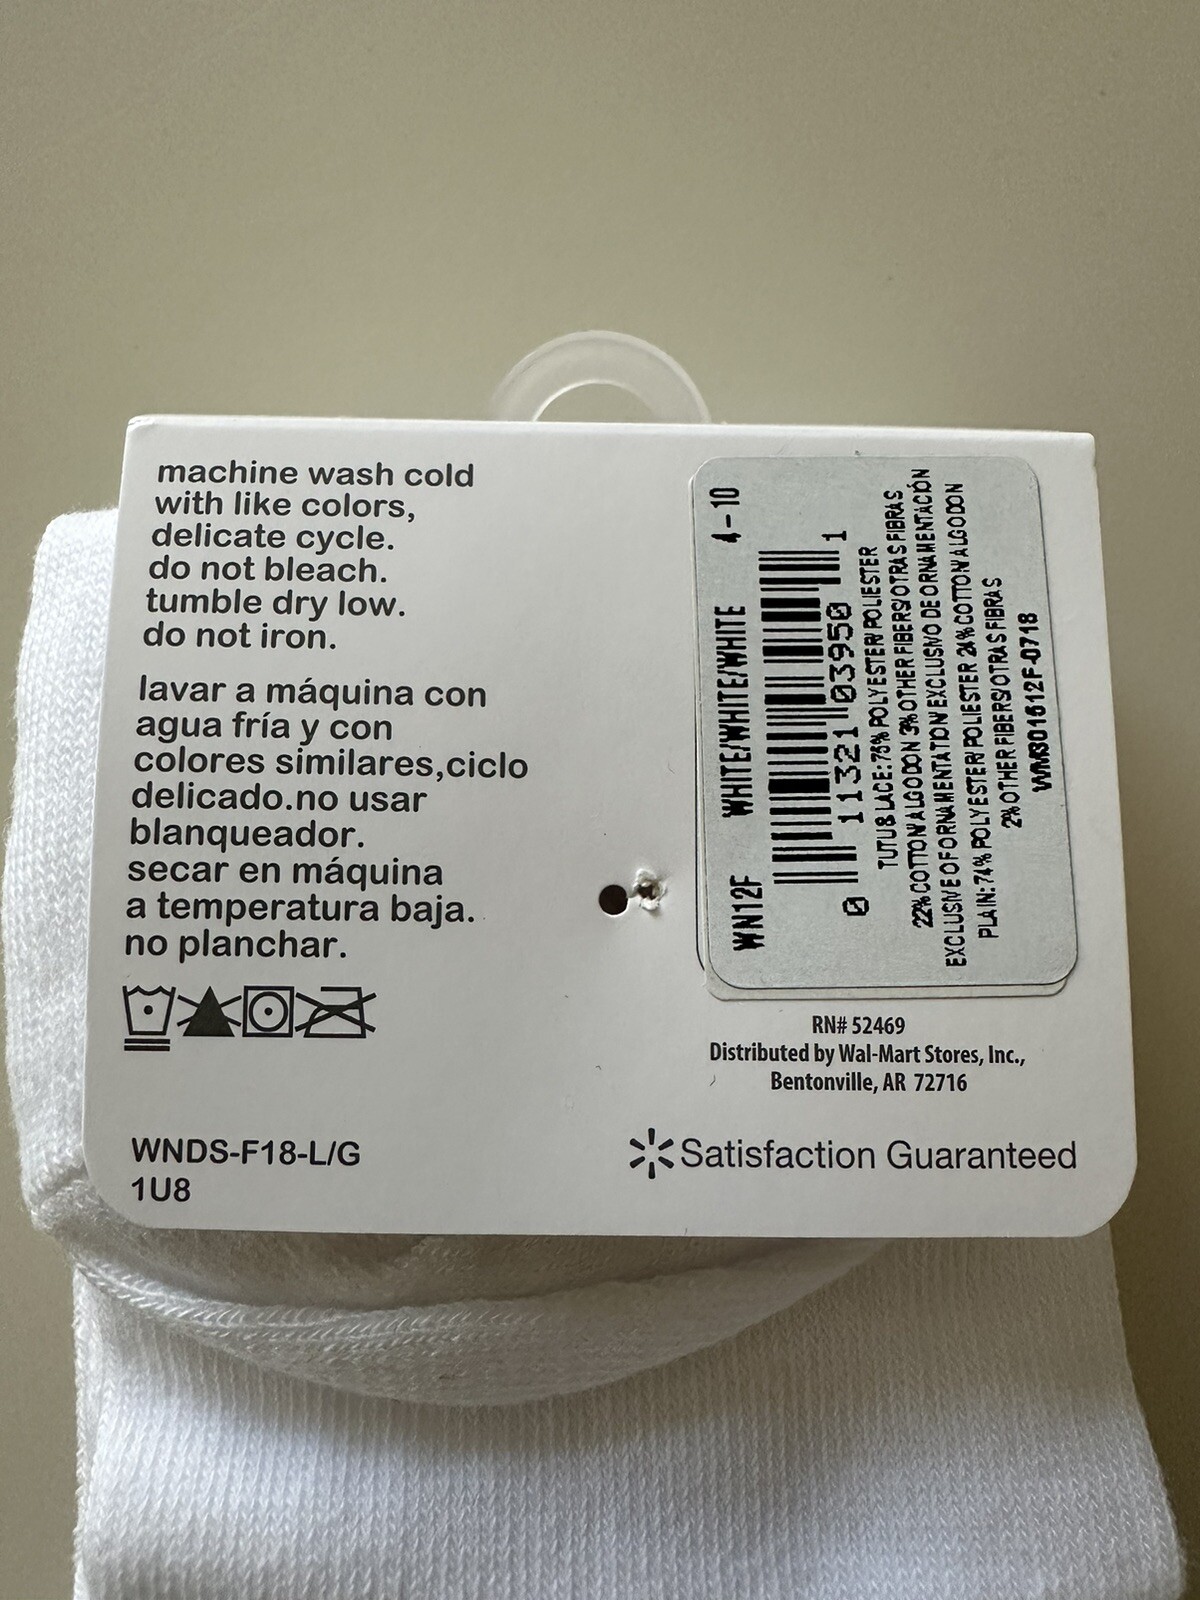 machine wash cold
with like colors,
delicate cycle.
do not bleach.
tumble dry low.
do not iron.
lavar a máquina con
agua fría y con
colores similares,ciclo
delicado.no usar
blanqueador.
secar en máquina
a temperatura baja.
no planchar.
WNDS-F18-L/G
1U8
WN12F WHITE/WHITE/WHITE 4-10
0 11321 03950 1
TUTU& LACE: 75% POLYESTER/POLIESTER
22% COTTON/ALGODON 3% OTHER FIBERS/OTRAS FIBRAS
EXCLUSIVE OF ORNAMENTATION/EXCLUSIVO DE ORNAMENTACIÓN
PLAIN: 74% POLYESTER/POLIESTER 24% COTTON/ALGODON
2% OTHER FIBERS/OTRAS FIBRAS
WM301612F-0718
RN# 52469
Distributed by Wal-Mart Stores, Inc.,
Bentonville, AR 72716
Satisfaction Guaranteed